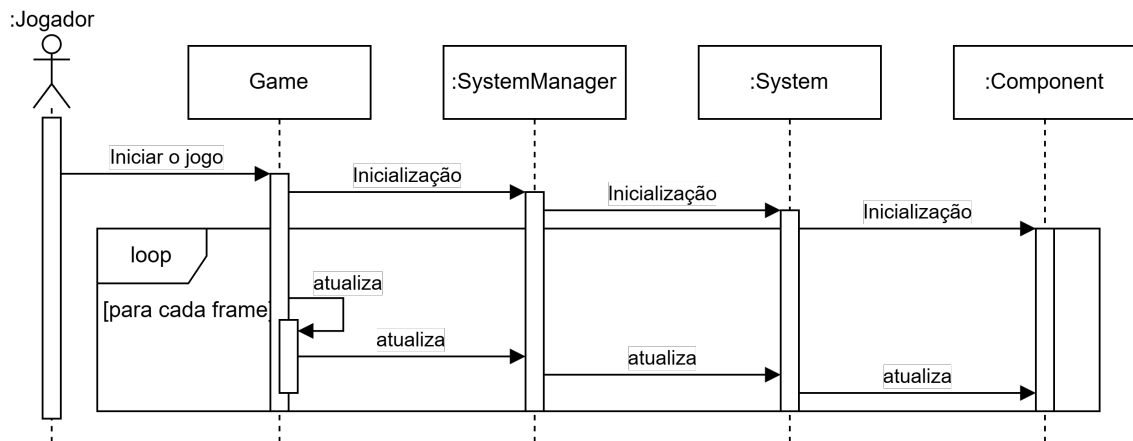 :Jogador
Game
:SystemManager
:System
:Component
Iniciar o jogo
Inicialização
Inicialização
Inicialização
loop
atualiza
[para cada frame]
atualiza
atualiza
atualiza